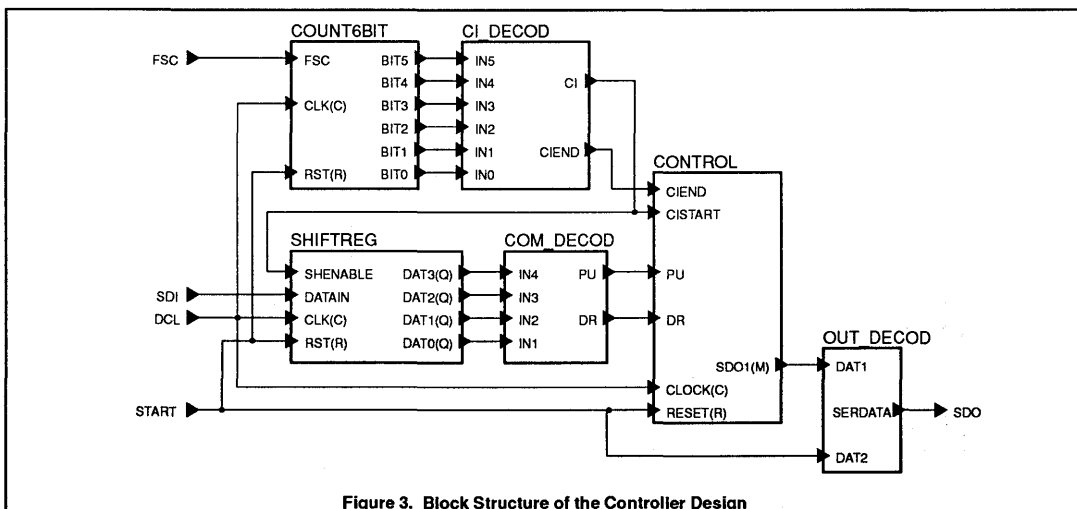 COUNT6BIT CI_DECOD
FSC FSC BIT5 IN5
BIT4 IN4 CI
CLK(C) BIT3 IN3
BIT2 IN2
BIT1 IN1 CIEND
RST(R) BIT0 IN0
CONTROL
CIEND
CISTART
SHIFTREG COM_DECOD
SHENABLE DAT3(Q) IN4 PU PU
SDI DATAIN DAT2(Q) IN3
DCL CLK(C) DAT1(Q) IN2 DR DR
RST(R) DAT0(Q) IN1
OUT_DECOD
SDO1(M) DAT1
CLOCK(C)
START RESET(R) SERDATA SDO
DAT2
Figure 3. Block Structure of the Controller Design